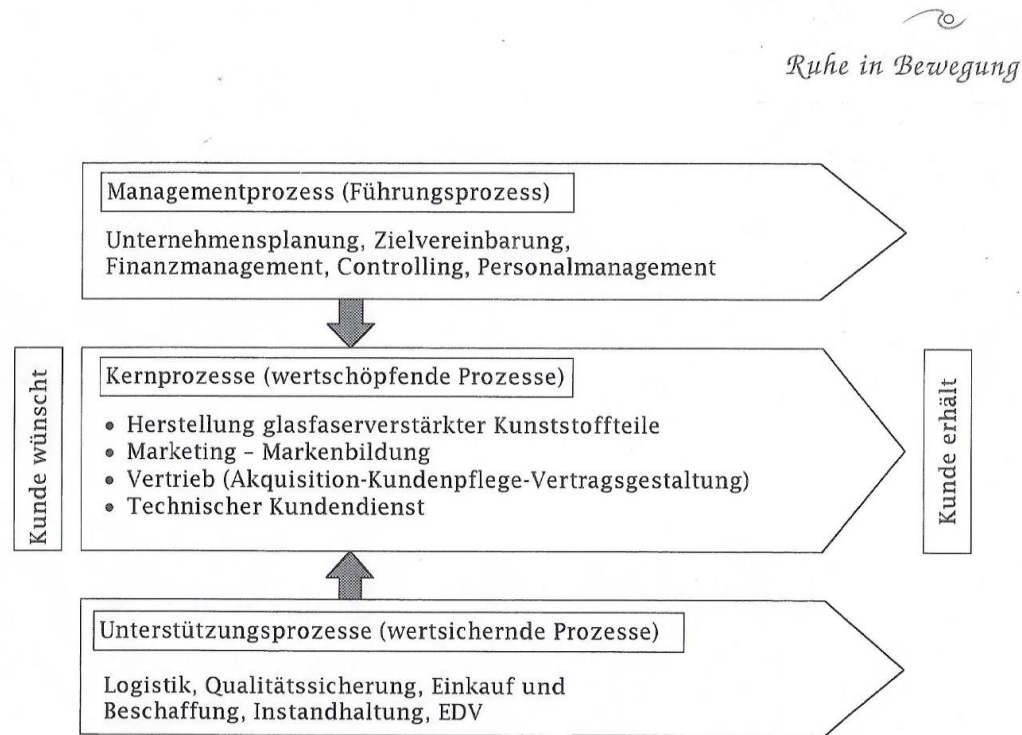 Ruhe in Bewegung
Managementprozess (Führungsprozess)
Unternehmensplanung, Zielvereinbarung,
Finanzmanagement, Controlling, Personalmanagement
Kunde wünscht
Kernprozesse (wertschöpfende Prozesse)
• Herstellung glasfaserverstärkter Kunststoffteile
• Marketing – Markenbildung
• Vertrieb (Akquisition-Kundenpflege-Vertragsgestaltung)
• Technischer Kundendienst
Kunde erhält
Unterstützungsprozesse (wertsichernde Prozesse)
Logistik, Qualitätssicherung, Einkauf und
Beschaffung, Instandhaltung, EDV